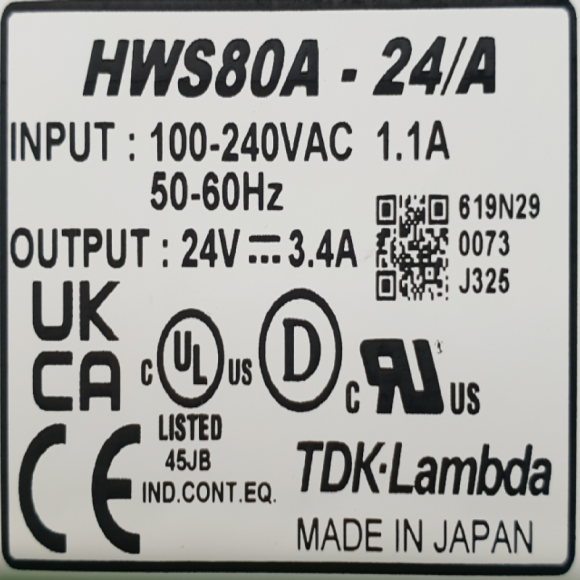 HWS80A - 24/A
INPUT : 100-240VAC 1.1A
50-60Hz
OUTPUT : 24V 3.4A
619N29
0073
J325
UK
CA
C UL US
D
C RU US
LISTED
45JB
IND.CONT.EQ.
CE
TDK·Lambda
MADE IN JAPAN